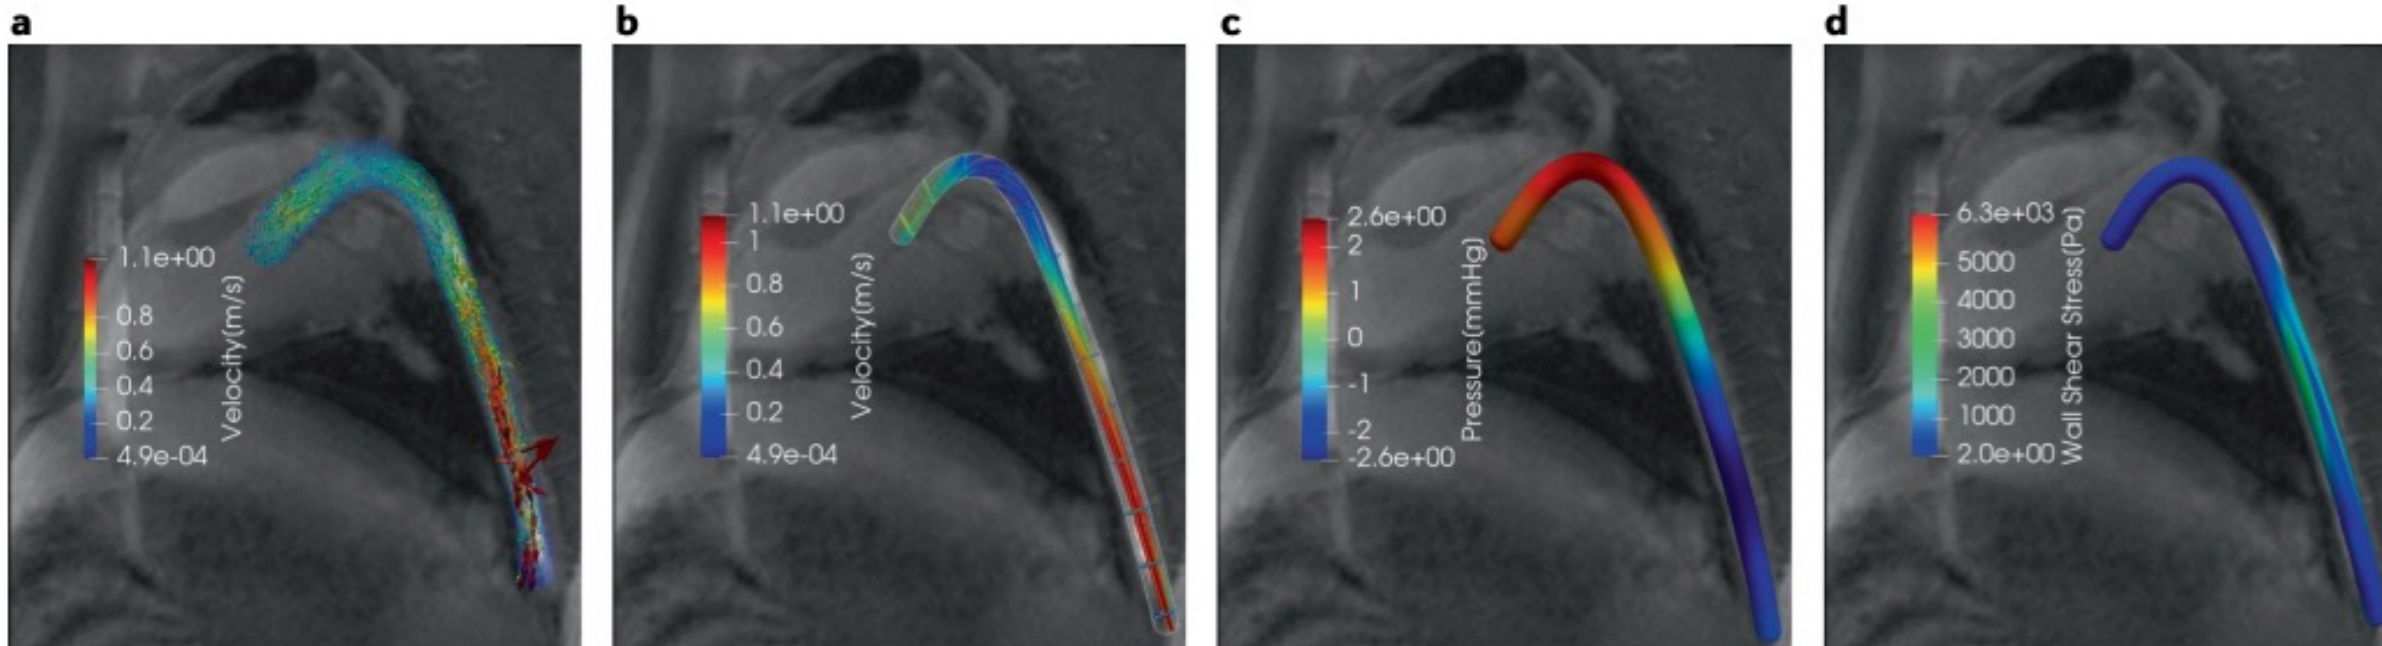 a
1.1e+00
0.8
0.6
0.4
0.2
4.9e-04
Velocity(m/s)
b
1.1e+00
1
0.8
0.6
0.4
0.2
4.9e-04
Velocity(m/s)
c
2.6e+00
2
1
0
-1
-2
-2.6e+00
Pressure(mmHg)
d
6.3e+03
5000
4000
3000
2000
1000
2.0e+00
Wall Shear Stress(Pa)